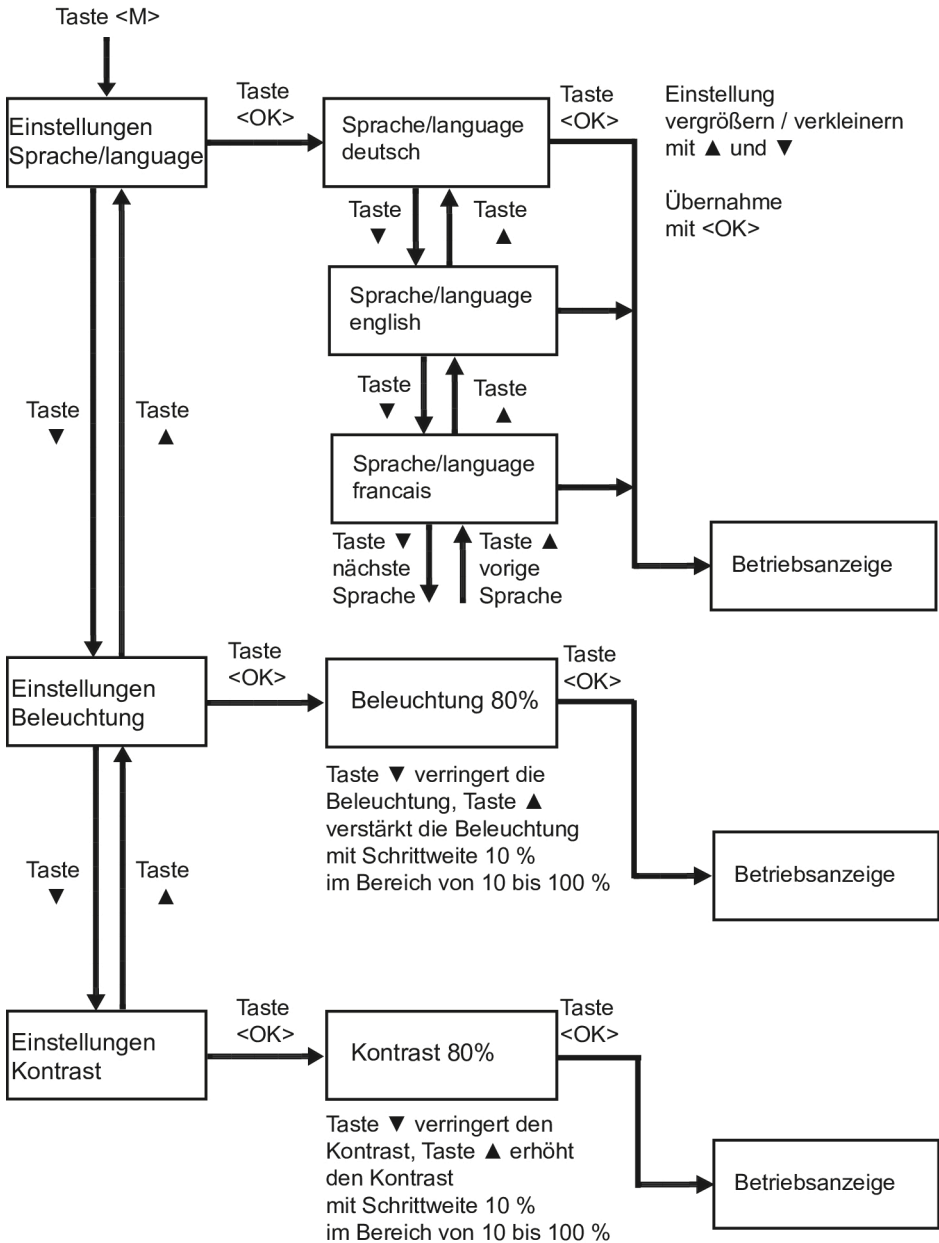 Taste <M>
Einstellungen
Sprache/language
Taste
<OK>
Sprache/language
deutsch
Taste
<OK>
Einstellung
vergrößern / verkleinern
mit ▲ und ▼
Übernahme
mit <OK>
Taste
▼
Taste
▲
Sprache/language
english
Taste
▼
Taste
▲
Sprache/language
francais
Taste ▼
nächste
Sprache
Taste ▲
vorige
Sprache
Betriebsanzeige
Taste
▼
Taste
▲
Einstellungen
Beleuchtung
Taste
<OK>
Beleuchtung 80%
Taste
<OK>
Taste ▼ verringert die
Beleuchtung, Taste ▲
verstärkt die Beleuchtung
mit Schrittweite 10 %
im Bereich von 10 bis 100 %
Betriebsanzeige
Taste
▼
Taste
▲
Einstellungen
Kontrast
Taste
<OK>
Kontrast 80%
Taste
<OK>
Taste ▼ verringert den
Kontrast, Taste ▲ erhöht
den Kontrast
mit Schrittweite 10 %
im Bereich von 10 bis 100 %
Betriebsanzeige